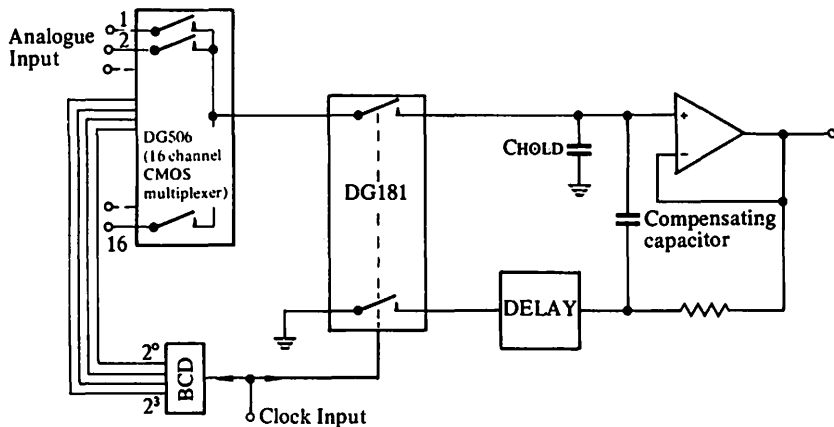 1
Analogue
Input
2
DG506
(16 channel
CMOS
multiplexer)
16
DG181
CHOLD
+
−
Compensating
capacitor
DELAY
2⁰
BCD
2³
Clock Input